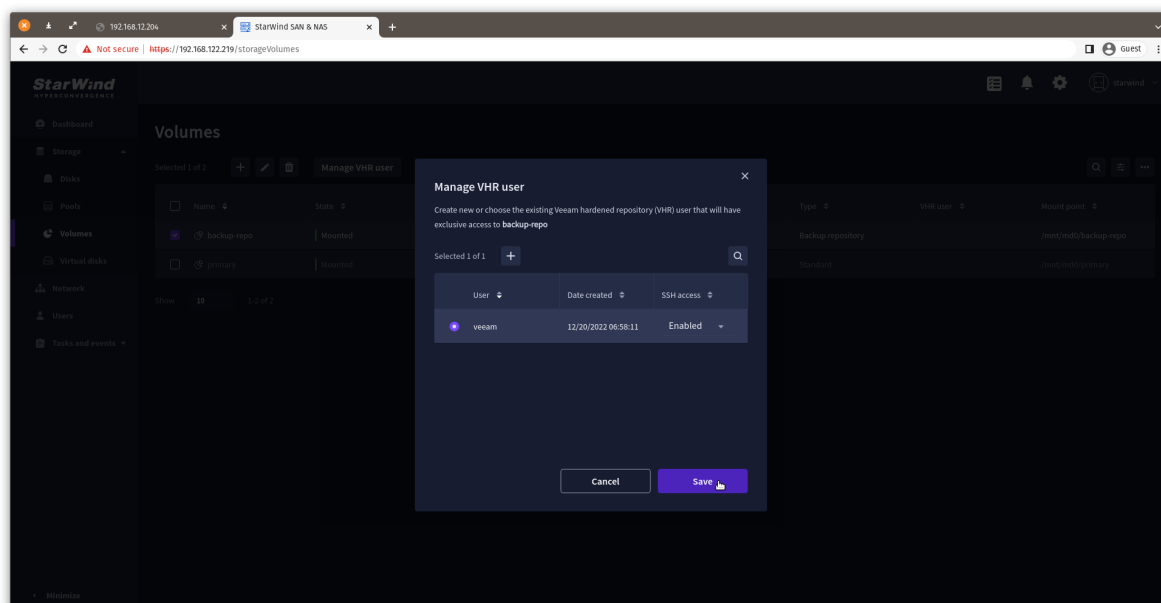 192.168.12.204
StarWind SAN & NAS
Not secure | https://192.168.122.219/storageVolumes
Guest
StarWind
HYPERCONVERGENCE
starwind
Dashboard
Storage
Disks
Pools
Volumes
Virtual disks
Network
Users
Tasks and events
Minimize
Volumes
Selected 1 of 2
Manage VHR user
Name State Type VHR user Mount point
backup-repo Mounted Backup repository /mnt/md0/backup-repo
primary Mounted Standard /mnt/md1/primary
Show 10 1-2 of 2
Manage VHR user
Create new or choose the existing Veeam hardened repository (VHR) user that will have
exclusive access to backup-repo
Selected 1 of 1
User Date created SSH access
veeam 12/20/2022 06:58:11 Enabled
Cancel Save